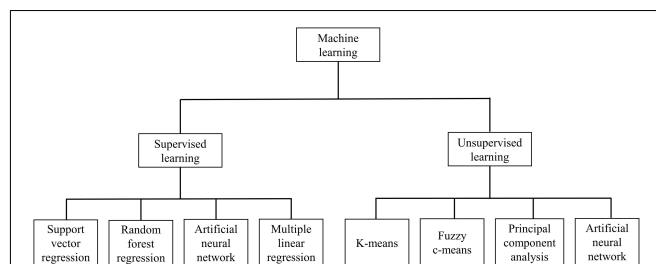 Machine
learning
Supervised
learning
Unsupervised
learning
Support
vector
regression
Random
forest
regression
Artificial
neural
network
Multiple
linear
regression
K-means
Fuzzy
c-means
Principal
component
analysis
Artificial
neural
network